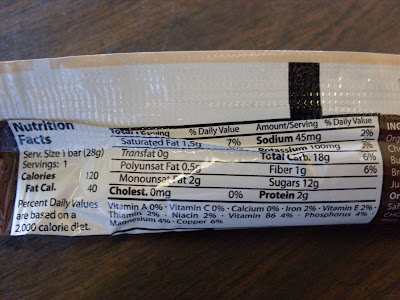 Nutrition
Facts
Serv. Size 1 bar (28g)
Servings: 1
Calories 120
Fat Cal. 40
Percent Daily Values
are based on a
2,000 calorie diet.
% Daily Value
Saturated Fat 1.5g 7%
Transfat 0g
Polyunsat Fat 0.5g
Monounsat Fat 2g
Cholest. 0mg 0%
Amount/Serving % Daily Value
Sodium 45mg 2%
Potassium 100mg 3%
Total Carb. 18g 6%
Fiber 1g 6%
Sugars 12g
Protein 2g
Vitamin A 0% · Vitamin C 0% · Calcium 0% · Iron 2% · Vitamin E 2% ·
Thiamin 2% · Niacin 2% · Vitamin B6 4% · Phosphorus 4% ·
Magnesium 4% · Copper 6%